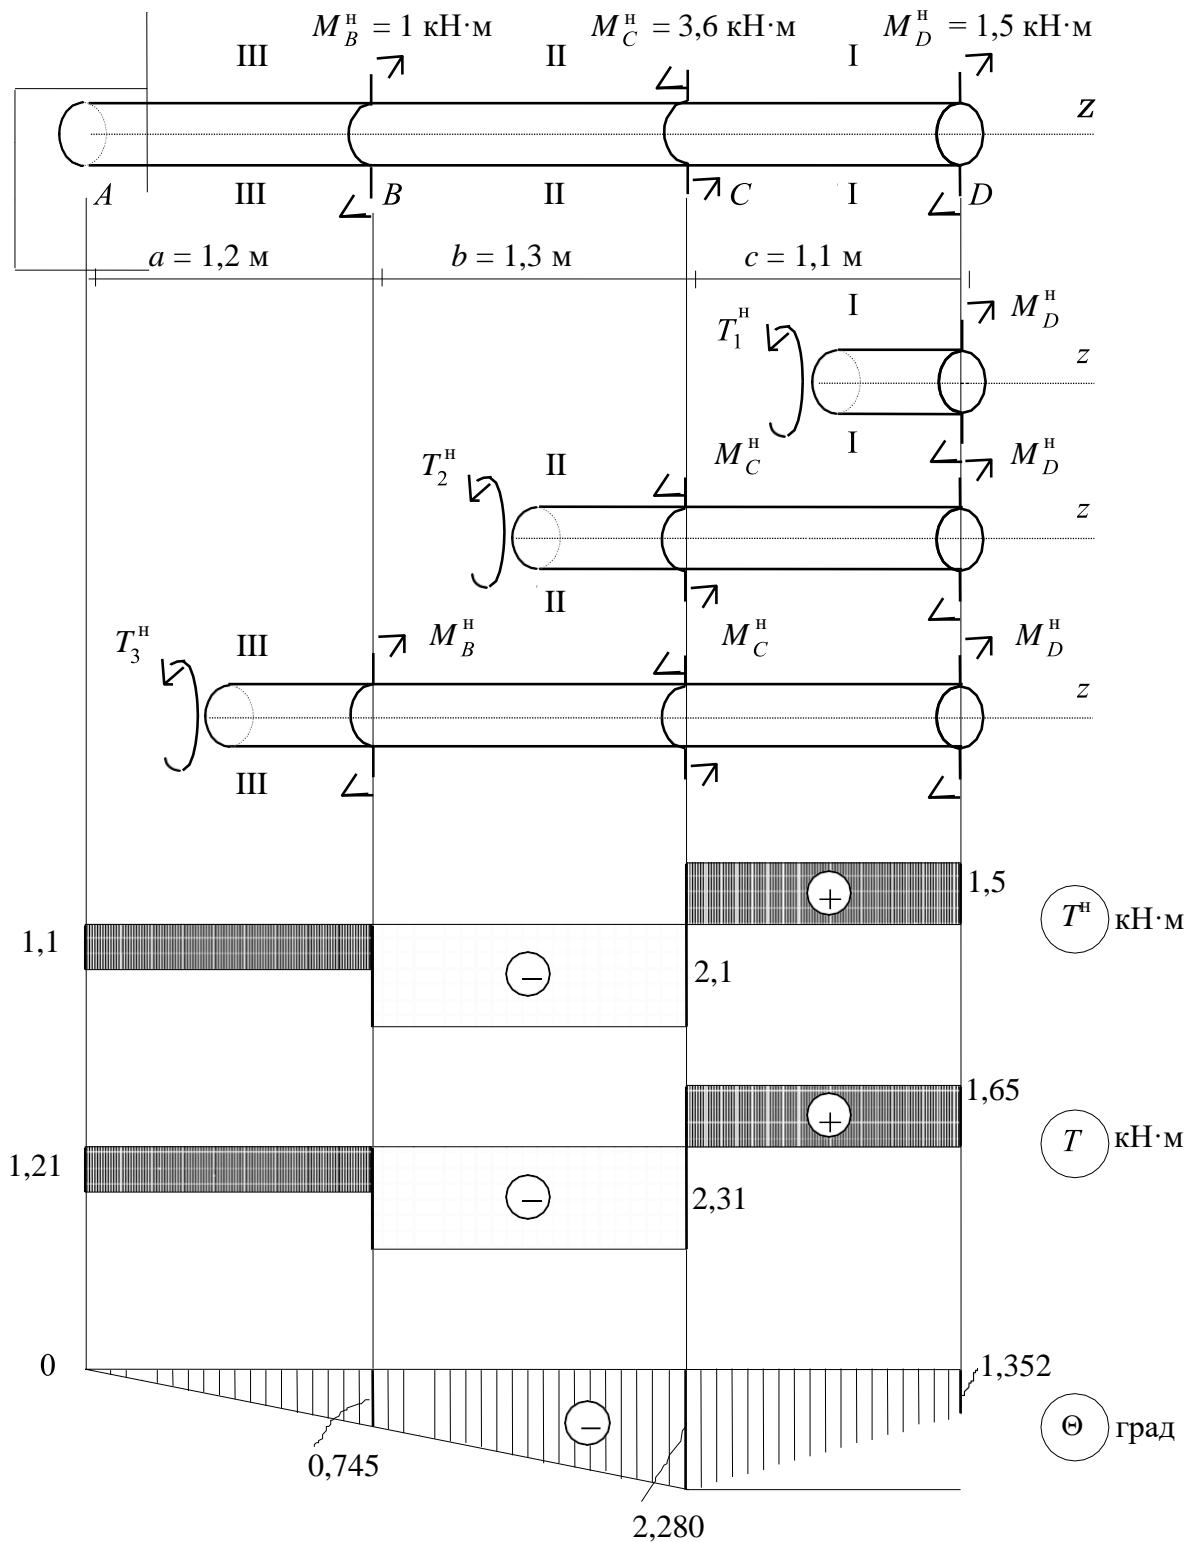 M_B^н = 1 кН·м M_C^н = 3,6 кН·м M_D^н = 1,5 кН·м
III II I
z
A III B II C I D
a = 1,2 м b = 1,3 м c = 1,1 м
I M_D^н
T_1^н
z
I
M_C^н M_D^н
T_2^н II
z
II
T_3^н III M_B^н M_C^н M_D^н
z
III
+ 1,5
T^н кН·м
1,1
− 2,1
+ 1,65
T кН·м
1,21
− 2,31
0 1,352
− Θ град
0,745
2,280